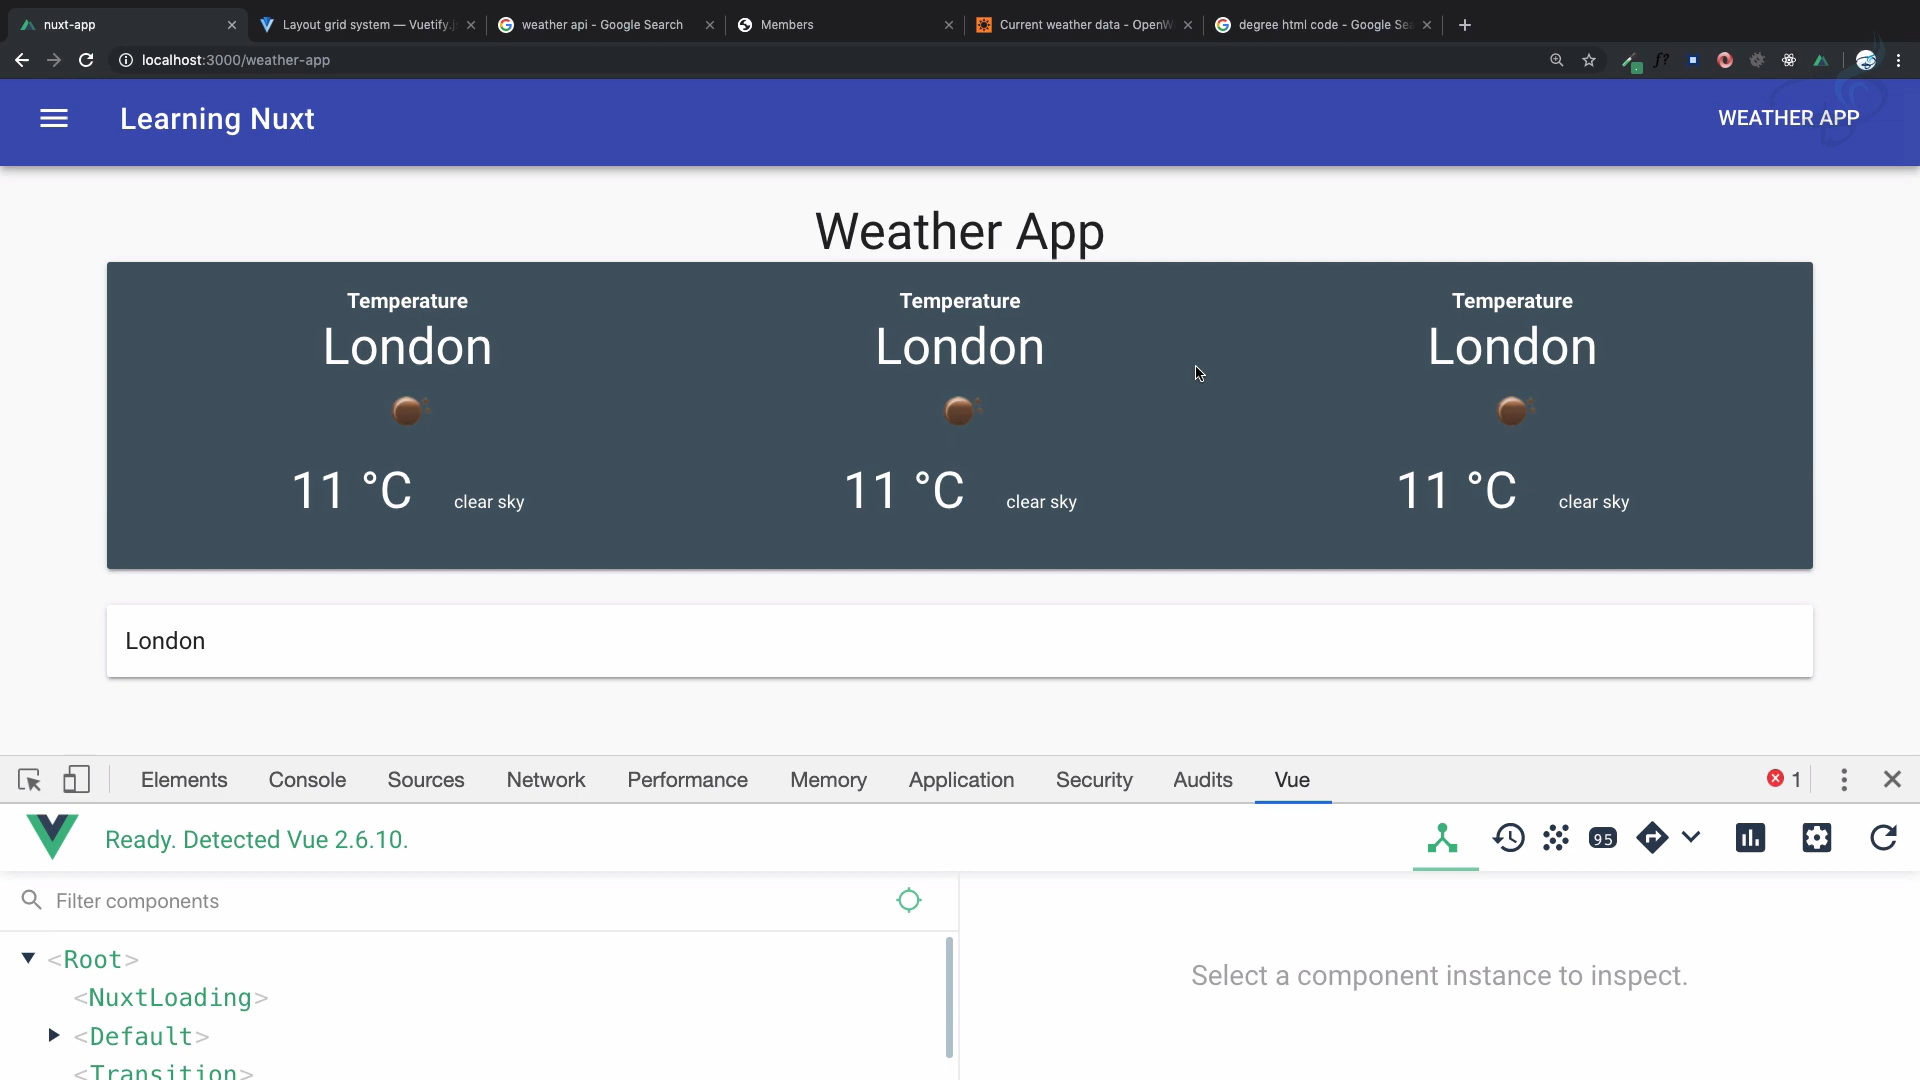 nuxt-app
Layout grid system — Vuetify.j
weather api - Google Search
Members
Current weather data - OpenW
degree html code - Google Sea
localhost:3000/weather-app
f?
Learning Nuxt
WEATHER APP
Weather App
Temperature
London
11 °C
clear sky
Temperature
London
11 °C
clear sky
Temperature
London
11 °C
clear sky
London
Elements Console Sources Network Performance Memory Application Security Audits Vue
1
Ready. Detected Vue 2.6.10.
95
Filter components
<Root>
<NuxtLoading>
<Default>
<Transition>
Select a component instance to inspect.